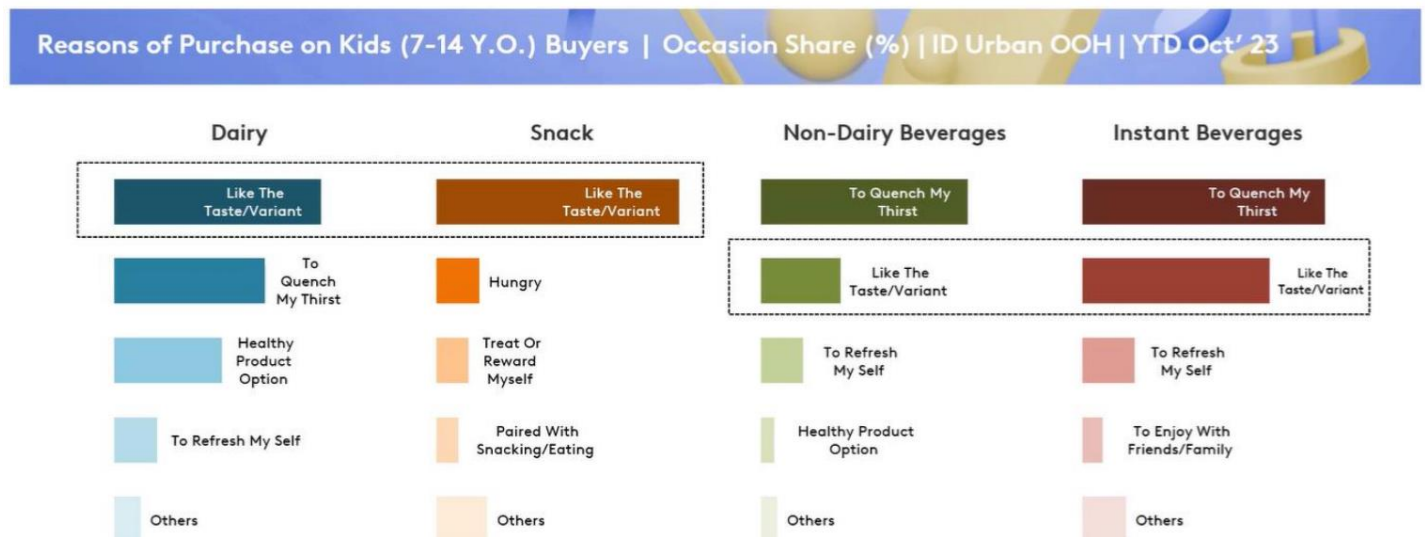 Reasons of Purchase on Kids (7-14 Y.O.) Buyers | Occasion Share (%) | ID Urban OOH | YTD Oct' 23
Dairy
Like The
Taste/Variant
To
Quench
My Thirst
Healthy
Product
Option
To Refresh My Self
Others
Snack
Like The
Taste/Variant
Hungry
Treat Or
Reward
Myself
Paired With
Snacking/Eating
Others
Non-Dairy Beverages
To Quench My
Thirst
Like The
Taste/Variant
To Refresh
My Self
Healthy Product
Option
Others
Instant Beverages
To Quench My
Thirst
Like The
Taste/Variant
To Refresh
My Self
To Enjoy With
Friends/Family
Others